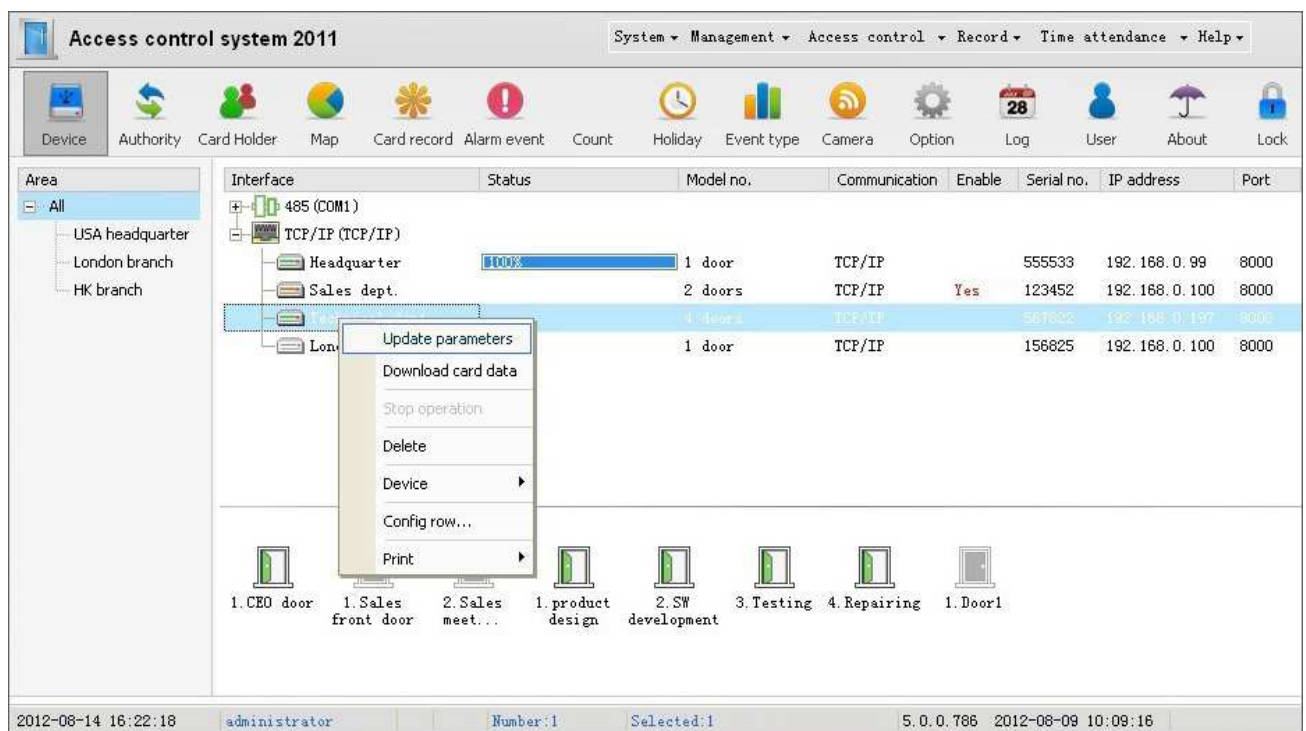 Access control system 2011
System Management Access control Record Time attendance Help
Device Authority Card Holder Map Card record Alarm event Count Holiday Event type Camera Option 28 Log User About Lock
Area
All
USA headquarter
London branch
HK branch
Interface Status Model no. Communication Enable Serial no. IP address Port
485 (COM1)
TCP/IP (TCP/IP)
Headquarter 100% 1 door TCP/IP 555533 192.168.0.99 8000
Sales dept. 2 doors TCP/IP Yes 123452 192.168.0.100 8000
4 doors TCP/IP 567822 192.168.0.197 8000
Lon 1 door TCP/IP 156825 192.168.0.100 8000
Update parameters
Download card data
Stop operation
Delete
Device
Config row...
Print
1.CEO door
1.Sales front door
2.Sales meet...
1.product design
2.SW development
3.Testing
4.Repairing
1.Door1
2012-08-14 16:22:18 administrator Number:1 Selected:1 5.0.0.786 2012-08-09 10:09:16